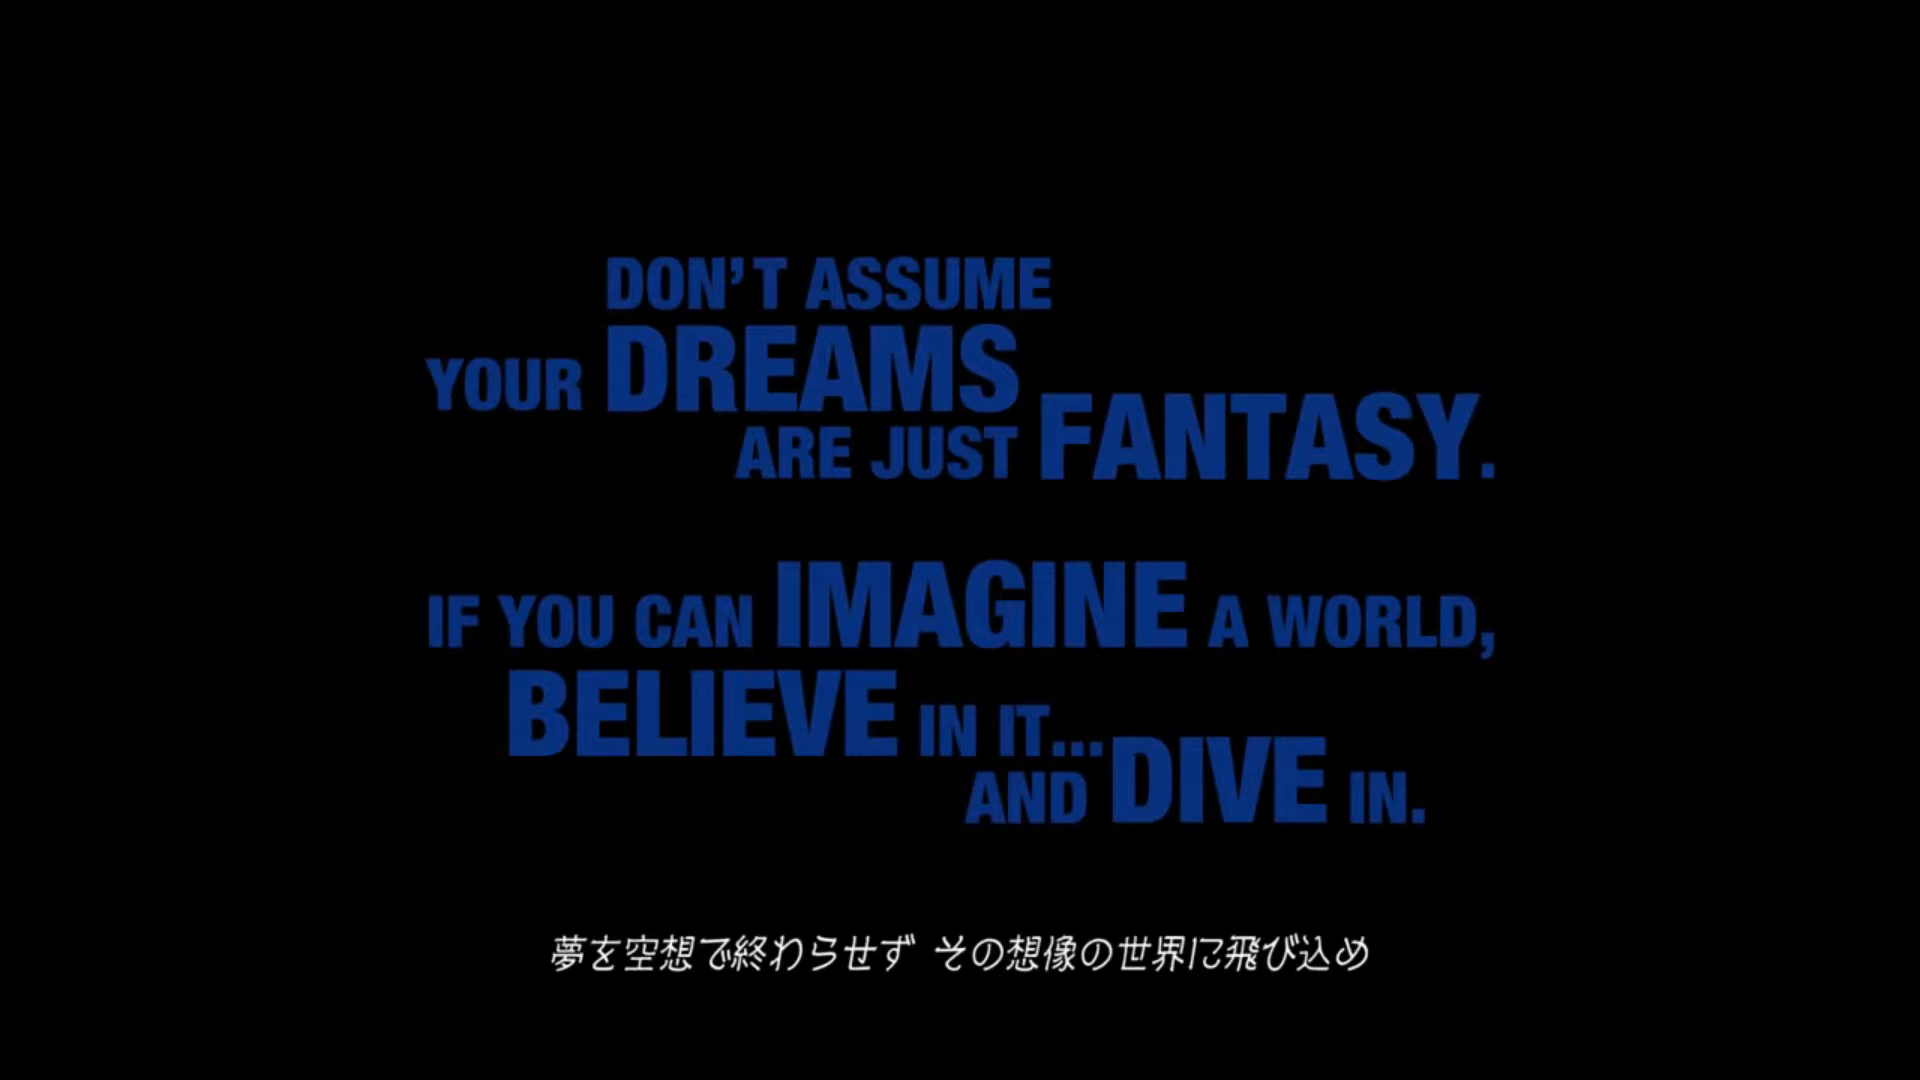 DON'T ASSUME
YOUR DREAMS
ARE JUST FANTASY.
IF YOU CAN IMAGINE A WORLD,
BELIEVE IN IT...
AND DIVE IN.
夢を空想で終わらせず その想像の世界に飛び込め